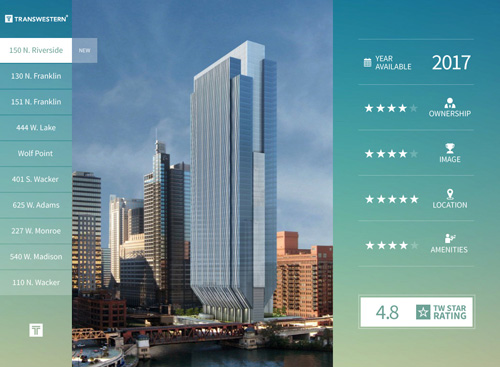 TRANSWESTERN®
150 N. Riverside
NEW
130 N. Franklin
151 N. Franklin
444 W. Lake
Wolf Point
401 S. Wacker
625 W. Adams
227 W. Monroe
540 W. Madison
110 N. Wacker
YEAR
AVAILABLE
2017
OWNERSHIP
IMAGE
LOCATION
AMENITIES
4.8
TW STAR
RATING